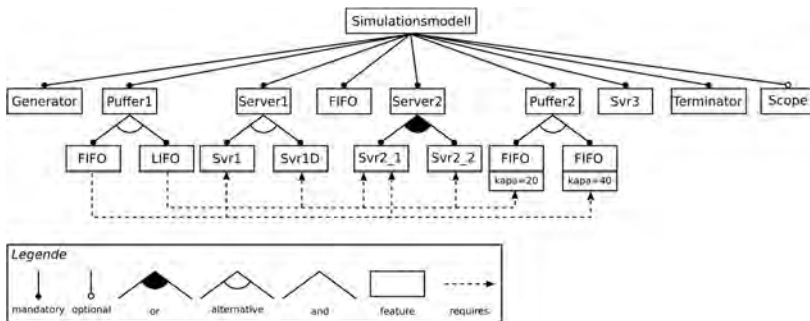 Simulationsmodell
Generator Puffer1 Server1 FIFO Server2 Puffer2 Svr3 Terminator Scope
FIFO LIFO Svr1 Svr1D Svr2_1 Svr2_2 FIFO FIFO
kapa=20 kapa=40
Legende
mandatory optional or alternative and feature requires